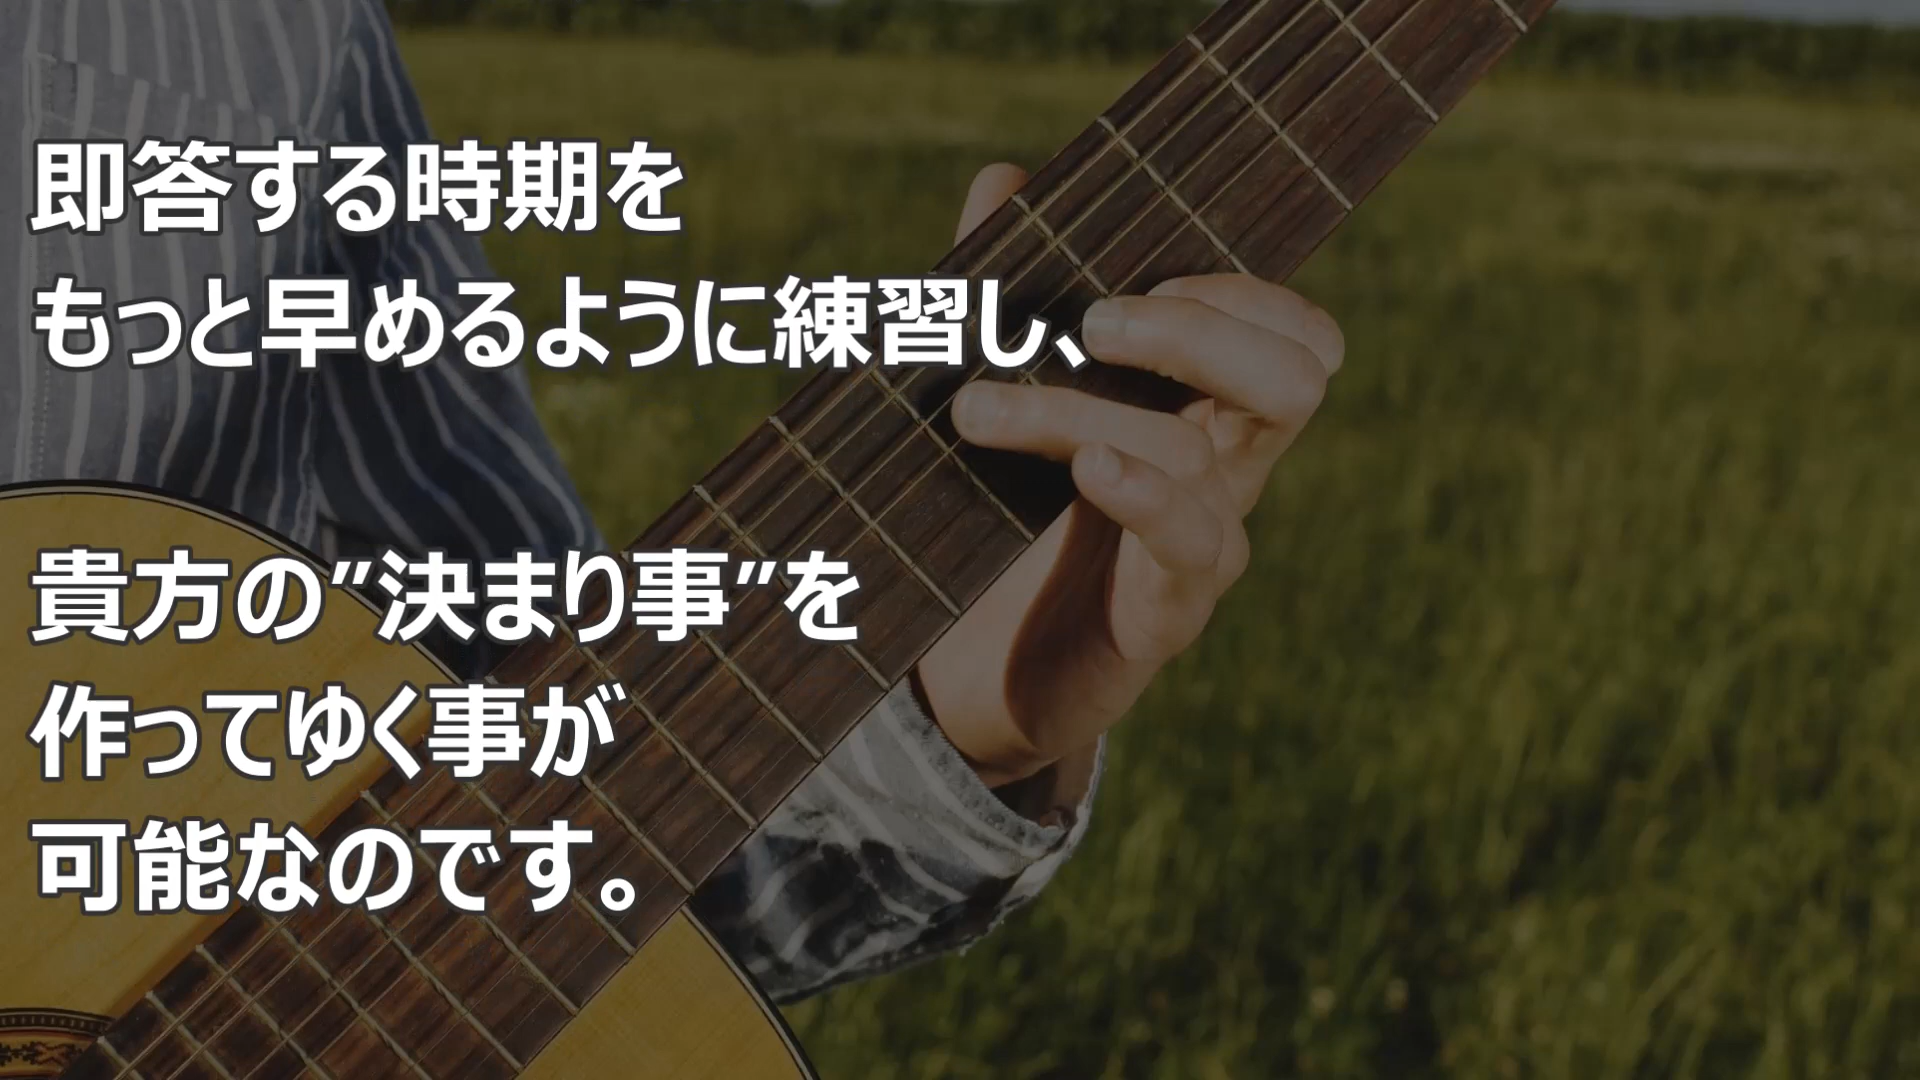 即答する時期を
もっと早めるように練習し、
貴方の"決まり事"を
作ってゆく事が
可能なのです。